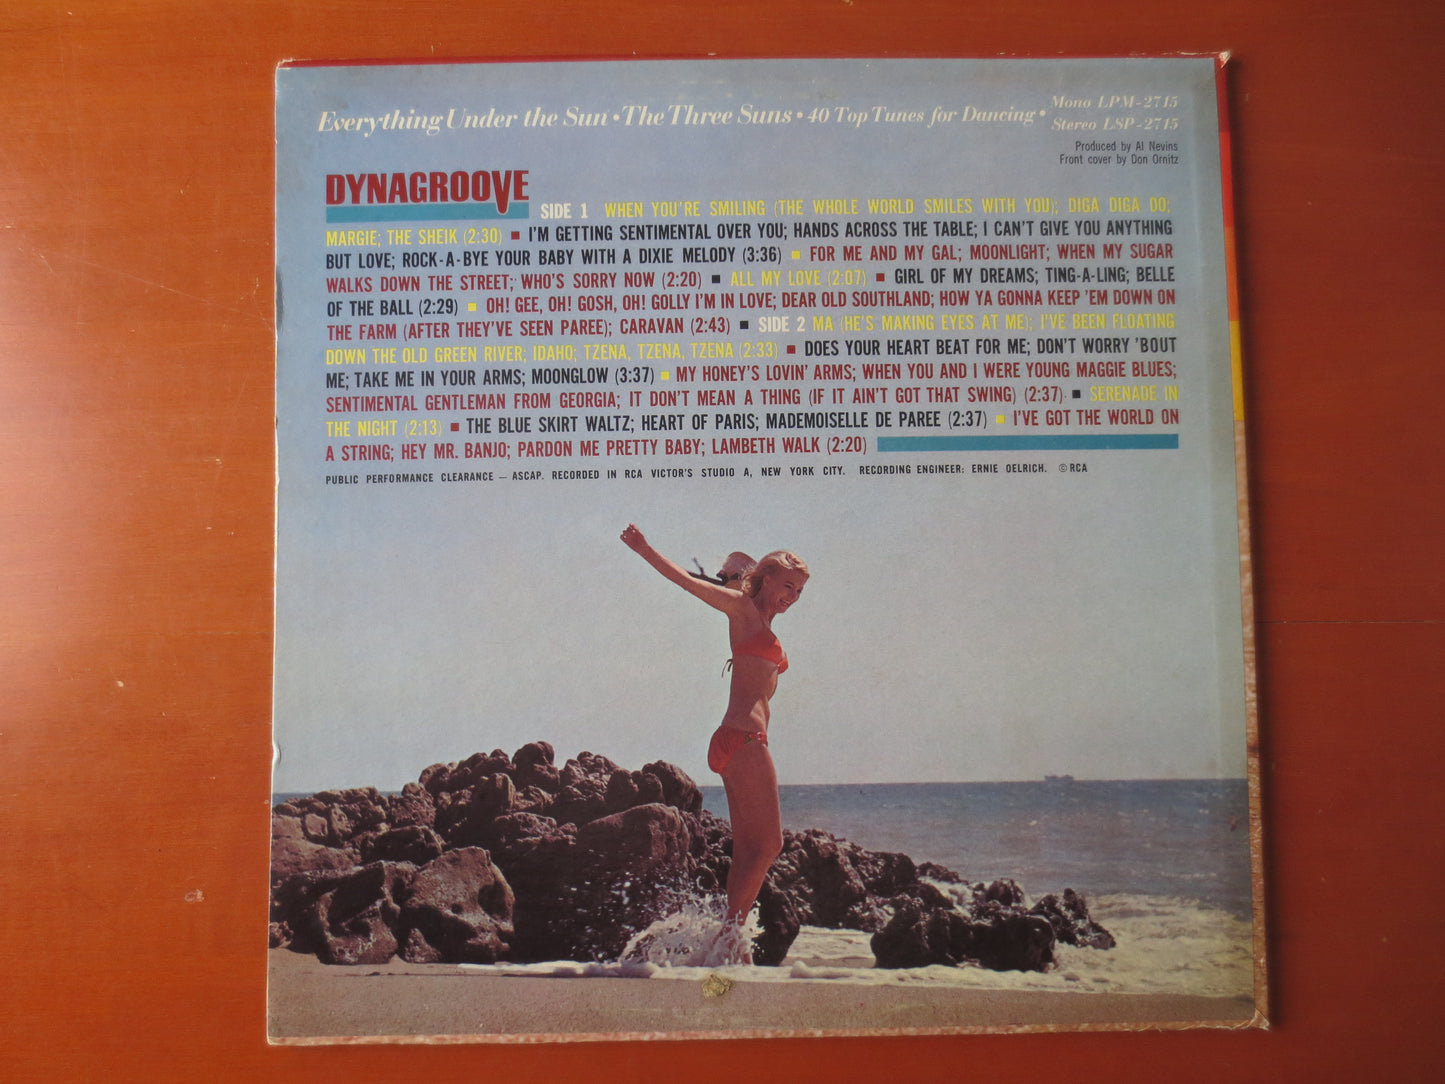 Everything Under the Sun • The Three Suns • 40 Top Tunes for Dancing •
Mono LPM-2715
Stereo LSP-2715
Produced by Al Nevins
Front cover by Don Ornitz
DYNAGROOVE
SIDE 1 WHEN YOU'RE SMILING (THE WHOLE WORLD SMILES WITH YOU); DIGA DIGA DO;
MARGIE; THE SHEIK (2:30) ■ I'M GETTING SENTIMENTAL OVER YOU; HANDS ACROSS THE TABLE; I CAN'T GIVE YOU ANYTHING
BUT LOVE; ROCK-A-BYE YOUR BABY WITH A DIXIE MELODY (3:36) ■ FOR ME AND MY GAL; MOONLIGHT; WHEN MY SUGAR
WALKS DOWN THE STREET; WHO'S SORRY NOW (2:20) ■ ALL MY LOVE (2:07) ■ GIRL OF MY DREAMS; TING-A-LING; BELLE
OF THE BALL (2:29) ■ OH! GEE, OH! GOSH, OH! GOLLY I'M IN LOVE; DEAR OLD SOUTHLAND; HOW YA GONNA KEEP 'EM DOWN ON
THE FARM (AFTER THEY'VE SEEN PAREE); CARAVAN (2:43) ■ SIDE 2 MA (HE'S MAKING EYES AT ME); I'VE BEEN FLOATING
DOWN THE OLD GREEN RIVER; IDAHO; TZENA, TZENA, TZENA (2:33) ■ DOES YOUR HEART BEAT FOR ME; DON'T WORRY 'BOUT
ME; TAKE ME IN YOUR ARMS; MOONGLOW (3:37) ■ MY HONEY'S LOVIN' ARMS; WHEN YOU AND I WERE YOUNG MAGGIE BLUES;
SENTIMENTAL GENTLEMAN FROM GEORGIA; IT DON'T MEAN A THING (IF IT AIN'T GOT THAT SWING) (2:37) ■ SERENADE IN
THE NIGHT (2:13) ■ THE BLUE SKIRT WALTZ; HEART OF PARIS; MADEMOISELLE DE PAREE (2:37) ■ I'VE GOT THE WORLD ON
A STRING; HEY MR. BANJO; PARDON ME PRETTY BABY; LAMBETH WALK (2:20)
PUBLIC PERFORMANCE CLEARANCE — ASCAP. RECORDED IN RCA VICTOR'S STUDIO A, NEW YORK CITY. RECORDING ENGINEER: ERNIE OELRICH. © RCA